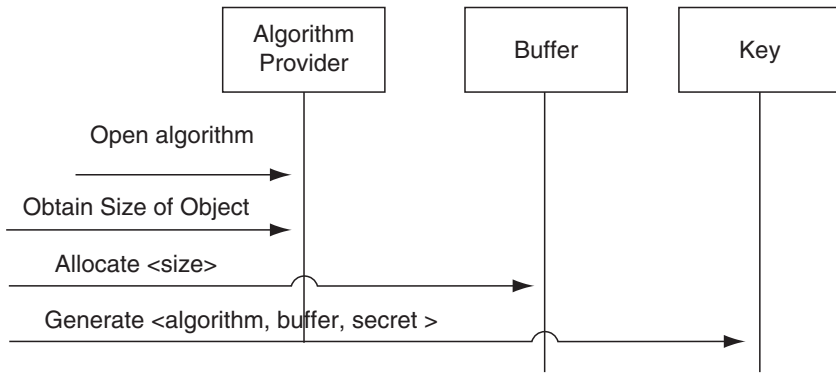 Algorithm
Provider
Buffer
Key
Open algorithm
Obtain Size of Object
Allocate <size>
Generate <algorithm, buffer, secret >